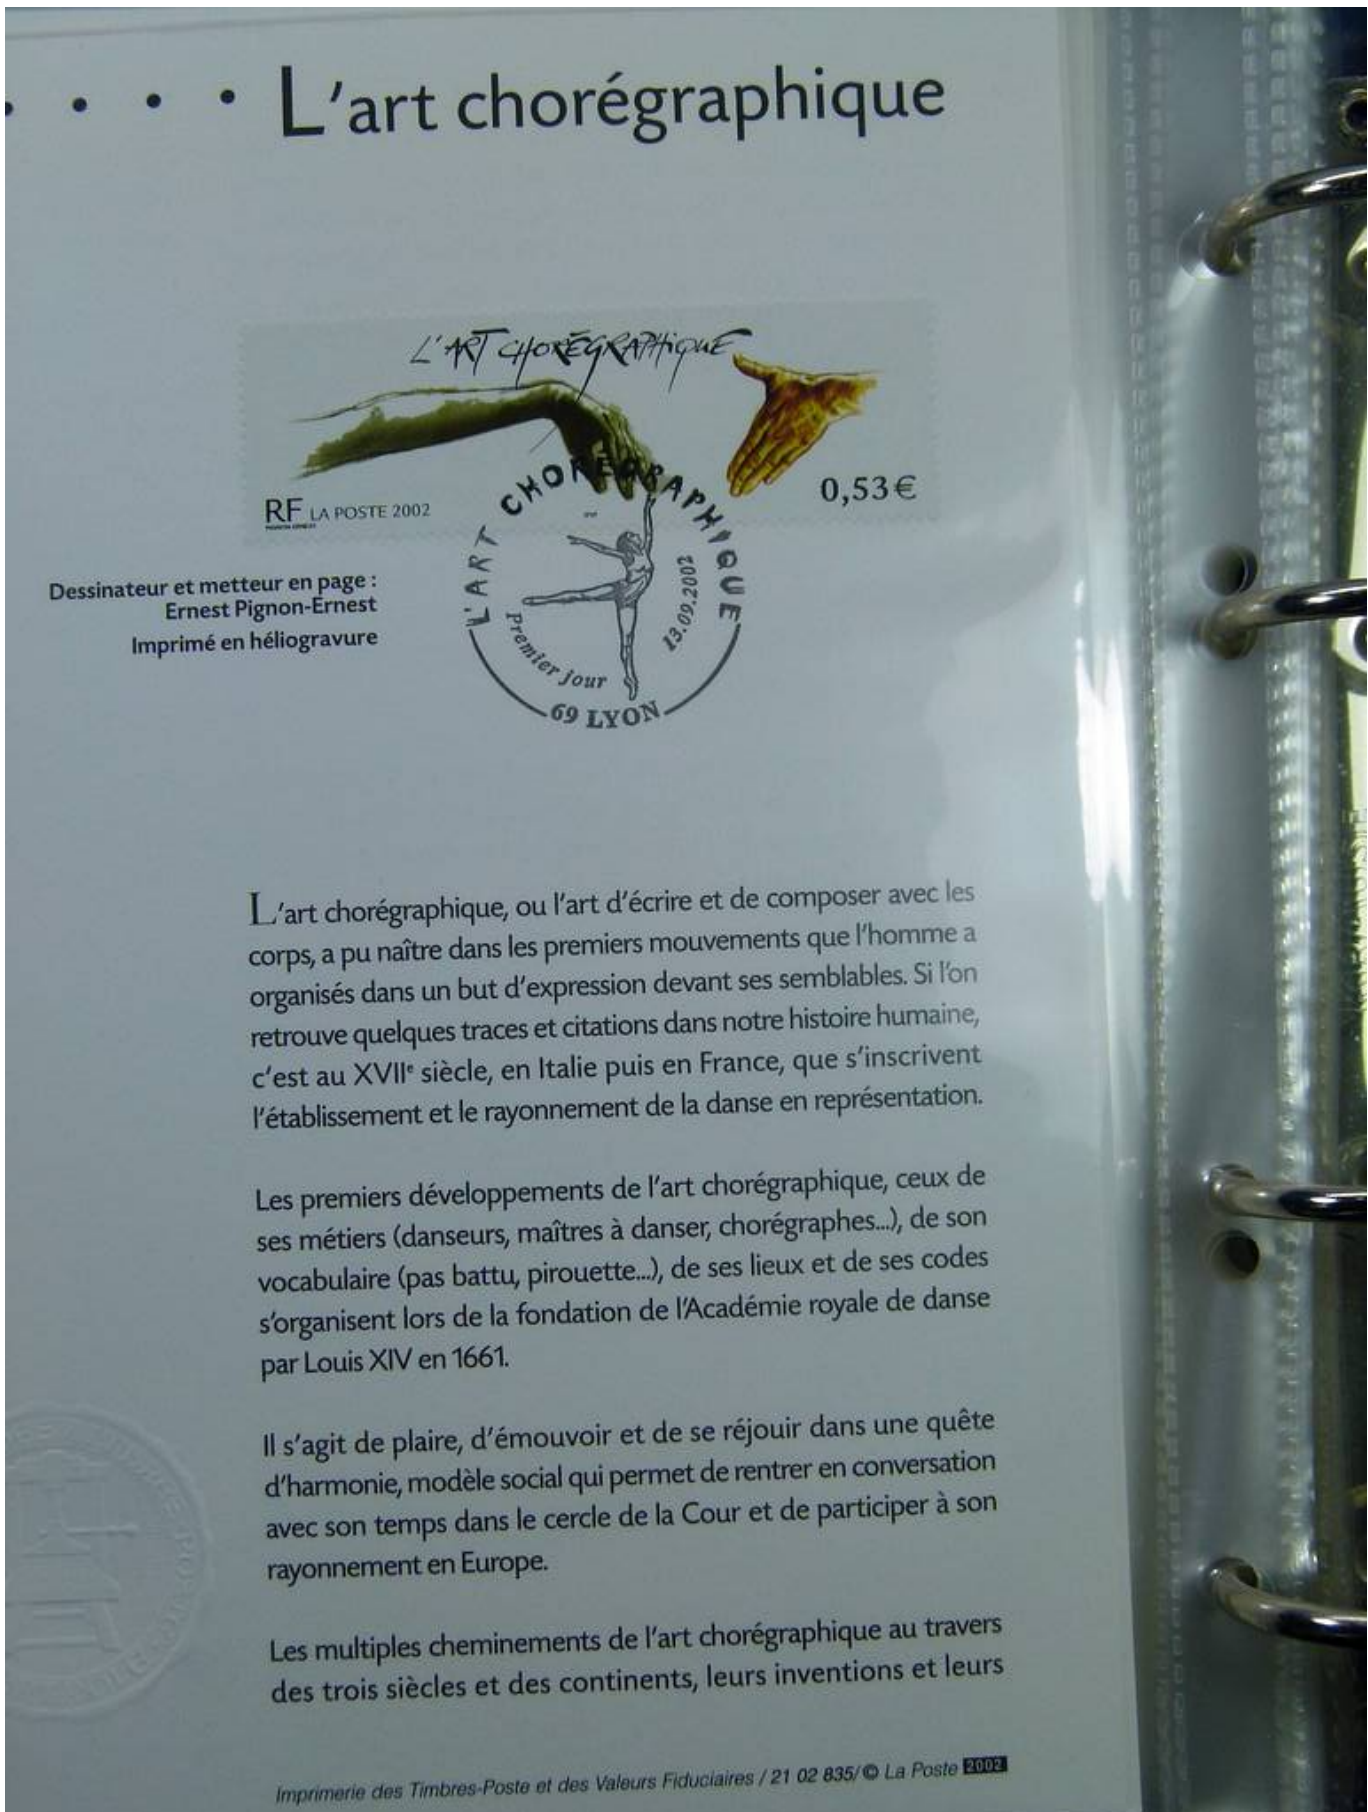 L'art chorégraphique
L'ART CHORÉGRAPHIQUE
0,53€
RF LA POSTE 2002
L'ART CHORÉGRAPHIQUE
Premier jour
13.09.2002
69 LYON
Dessinateur et metteur en page :
Ernest Pignon-Ernest
Imprimé en héliogravure
L'art chorégraphique, ou l'art d'écrire et de composer avec les
corps, a pu naître dans les premiers mouvements que l'homme a
organisés dans un but d'expression devant ses semblables. Si l'on
retrouve quelques traces et citations dans notre histoire humaine,
c'est au XVIIe siècle, en Italie puis en France, que s'inscrivent
l'établissement et le rayonnement de la danse en représentation.
Les premiers développements de l'art chorégraphique, ceux de
ses métiers (danseurs, maîtres à danser, chorégraphes...), de son
vocabulaire (pas battu, pirouette...), de ses lieux et de ses codes
s'organisent lors de la fondation de l'Académie royale de danse
par Louis XIV en 1661.
Il s'agit de plaire, d'émouvoir et de se réjouir dans une quête
d'harmonie, modèle social qui permet de rentrer en conversation
avec son temps dans le cercle de la Cour et de participer à son
rayonnement en Europe.
Les multiples cheminements de l'art chorégraphique au travers
des trois siècles et des continents, leurs inventions et leurs
Imprimerie des Timbres-Poste et des Valeurs Fiduciaires / 21 02 835/© La Poste 2002